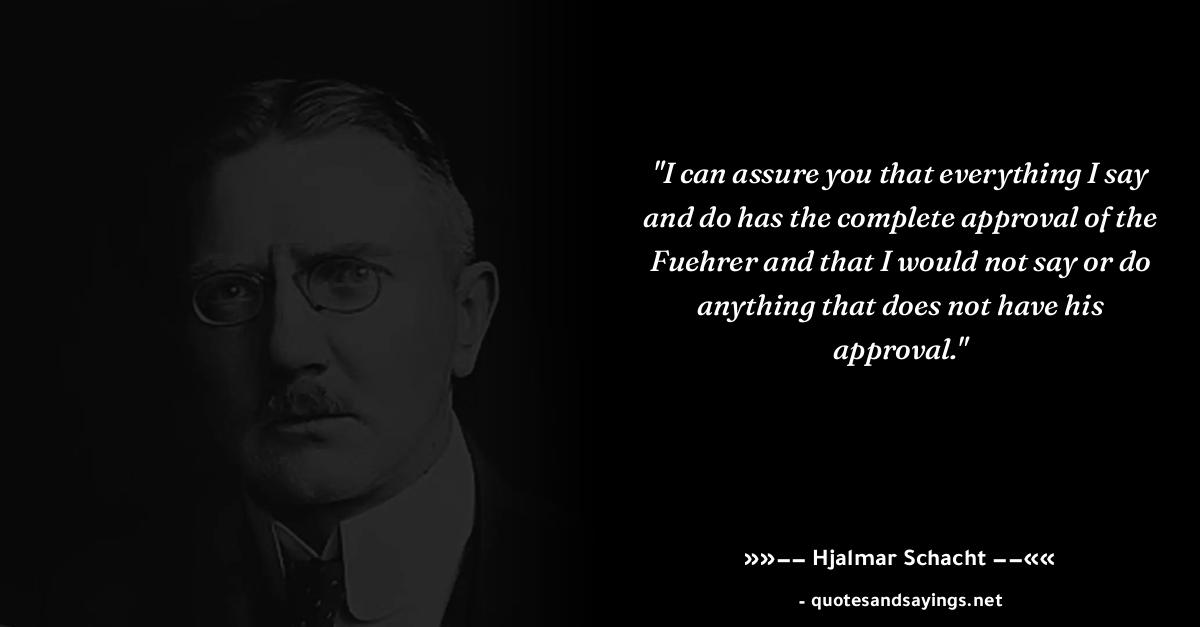 "I can assure you that everything I say
and do has the complete approval of the
Fuehrer and that I would not say or do
anything that does not have his
approval."
»»−− Hjalmar Schacht −−««
- quotesandsayings.net